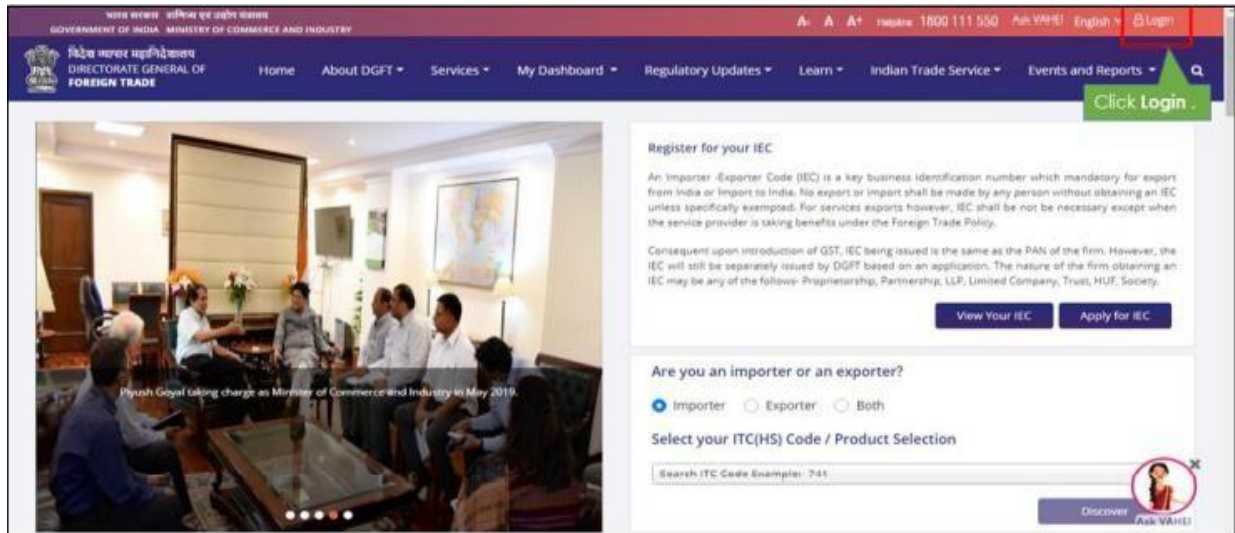 भारत सरकार वाणिज्य एवं उद्योग मंत्रालय
GOVERNMENT OF INDIA MINISTRY OF COMMERCE AND INDUSTRY
A- A A+ Helpline 1800 111 550 Ask VAHEI English Login
विदेश व्यापार महानिदेशालय
DIRECTORATE GENERAL OF
FOREIGN TRADE
Home About DGFT Services My Dashboard Regulatory Updates Learn Indian Trade Service Events and Reports
Click Login .
Piyush Goyal taking charge as Minister of Commerce and Industry in May 2019.
Register for your IEC
An Importer -Exporter Code (IEC) is a key business identification number which mandatory for export
from India or Import to India. No export or import shall be made by any person without obtaining an IEC
unless specifically exempted. For services exports however, IEC shall be not be necessary except when
the service provider is taking benefits under the Foreign Trade Policy.
Consequent upon introduction of GST, IEC being issued is the same as the PAN of the firm. However, the
IEC will still be separately issued by DGFT based on an application. The nature of the firm obtaining an
IEC may be any of the follows- Proprietorship, Partnership, LLP, Limited Company, Trust, HUF, Society.
View Your IEC Apply for IEC
Are you an importer or an exporter?
Importer Exporter Both
Select your ITC(HS) Code / Product Selection
Search ITC Code Example: 741
Discover
Ask VAHEI